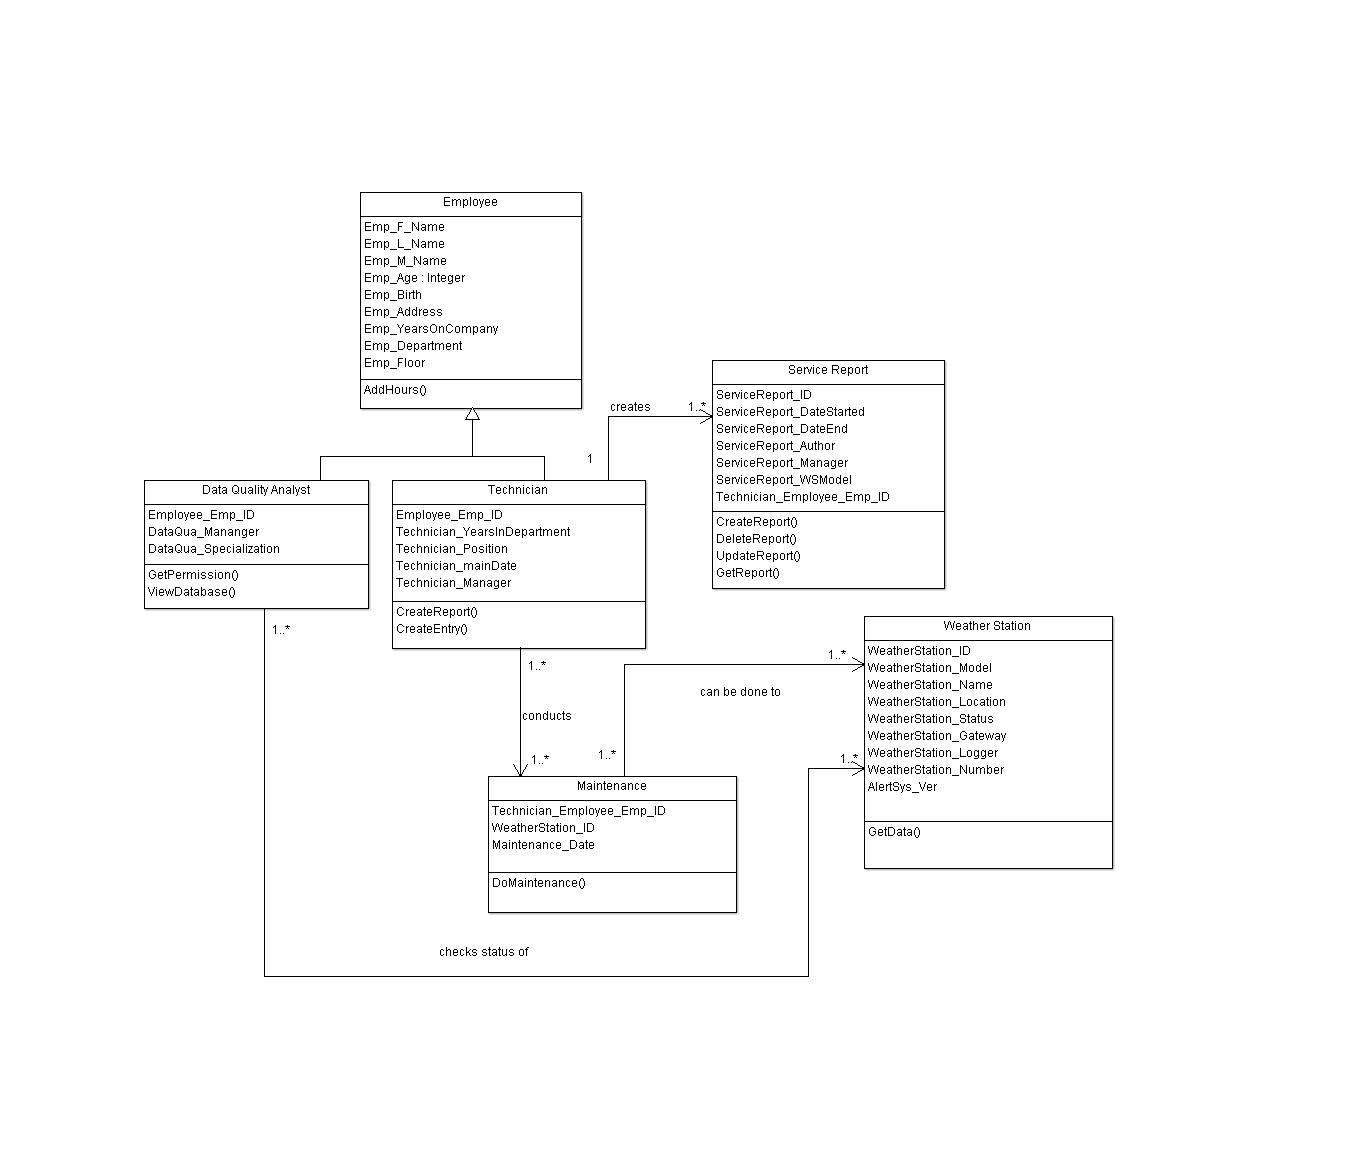 Employee
Emp_F_Name
Emp_L_Name
Emp_M_Name
Emp_Age : Integer
Emp_Birth
Emp_Address
Emp_YearsOnCompany
Emp_Department
Emp_Floor
AddHours()
Service Report
ServiceReport_ID
ServiceReport_DateStarted
ServiceReport_DateEnd
ServiceReport_Author
ServiceReport_Manager
ServiceReport_WSModel
Technician_Employee_Emp_ID
CreateReport()
DeleteReport()
UpdateReport()
GetReport()
creates
1..*
1
Data Quality Analyst
Employee_Emp_ID
DataQua_Mananger
DataQua_Specialization
GetPermission()
ViewDatabase()
1..*
Technician
Employee_Emp_ID
Technician_YearsInDepartment
Technician_Position
Technician_mainDate
Technician_Manager
CreateReport()
CreateEntry()
1..*
conducts
1..*
Weather Station
WeatherStation_ID
WeatherStation_Model
WeatherStation_Name
WeatherStation_Location
WeatherStation_Status
WeatherStation_Gateway
WeatherStation_Logger
WeatherStation_Number
AlertSys_Ver
GetData()
1..*
can be done to
1..*
1..*
Maintenance
Technician_Employee_Emp_ID
WeatherStation_ID
Maintenance_Date
DoMaintenance()
checks status of